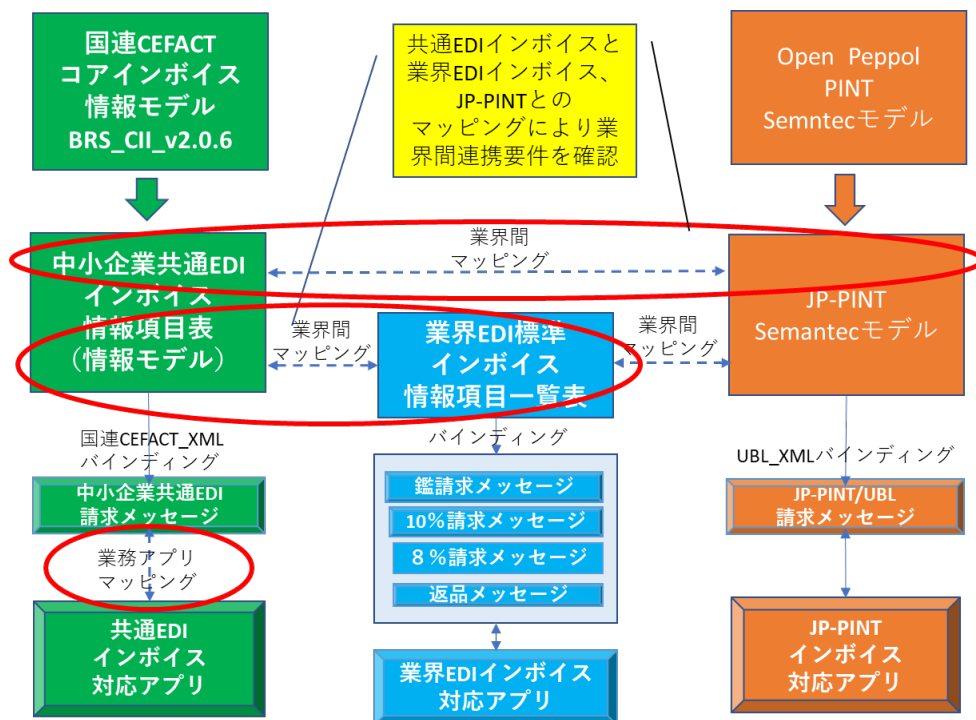 国連CEFACT
コアインボイス
情報モデル
BRS_CII_v2.0.6
共通EDIインボイスと
業界EDIインボイス、
JP-PINTとの
マッピングにより業
界間連携要件を確認
Open Peppol
PINT
Semntecモデル
業界間
マッピング
中小企業共通EDI
インボイス
情報項目表
（情報モデル）
業界間
マッピング
業界EDI標準
インボイス
情報項目一覧表
業界間
マッピング
JP-PINT
Semantecモデル
国連CEFACT_XML
バインディング
バインディング
UBL_XMLバインディング
中小企業共通EDI
請求メッセージ
鑑請求メッセージ
10％請求メッセージ
８％請求メッセージ
返品メッセージ
JP-PINT/UBL
請求メッセージ
業務アプリ
マッピング
共通EDI
インボイス
対応アプリ
業界EDIインボイス
対応アプリ
JP-PINT
インボイス
対応アプリ